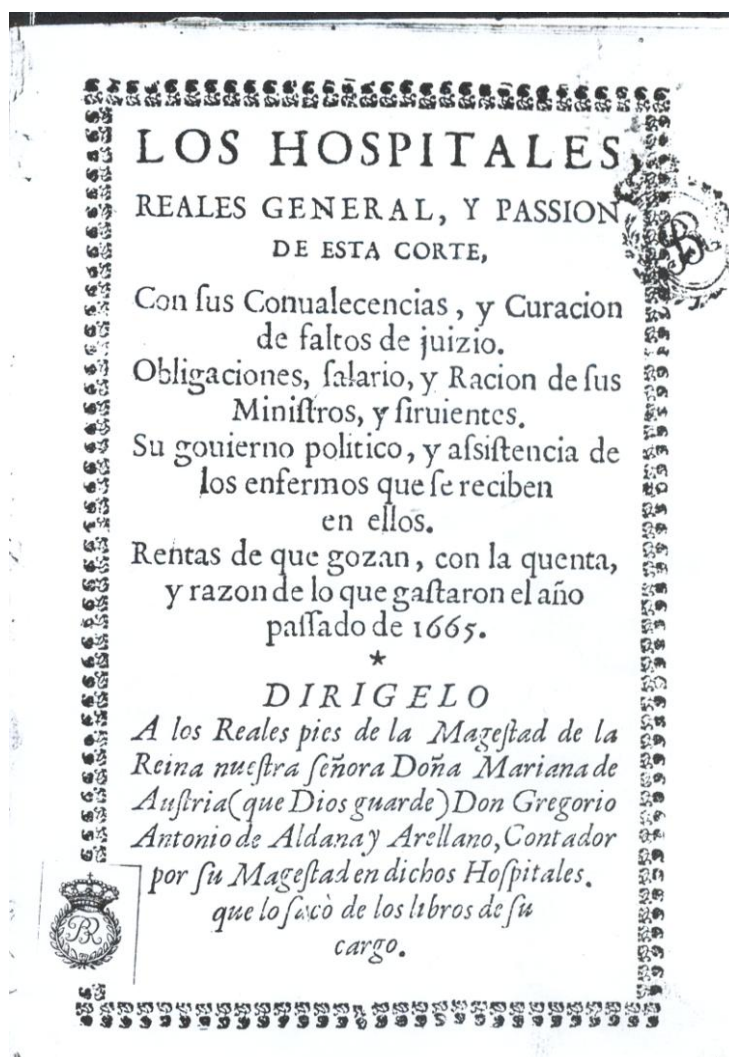 LOS HOSPITALES,
REALES GENERAL, Y PASSION
DE ESTA CORTE,
Con ſus Conualecencias, y Curacion
de faltos de juizio.
Obligaciones, ſalario, y Racion de ſus
Miniſtros, y ſiruientes.
Su gouierno politico, y aſsiſtencia de
los enfermos que ſe reciben
en ellos.
Rentas de que gozan, con la quenta,
y razon de lo que gaſtaron el año
paſſado de 1665.
*
DIRIGELO
A los Reales pies de la Mageſtad de la
Reina nueſtra ſeñora Doña Mariana de
Auſtria (que Dios guarde) Don Gregorio
Antonio de Aldana y Arellano, Contador
por ſu Mageſtad en dichos Hoſpitales.
que lo ſacò de los libros de ſu
cargo.